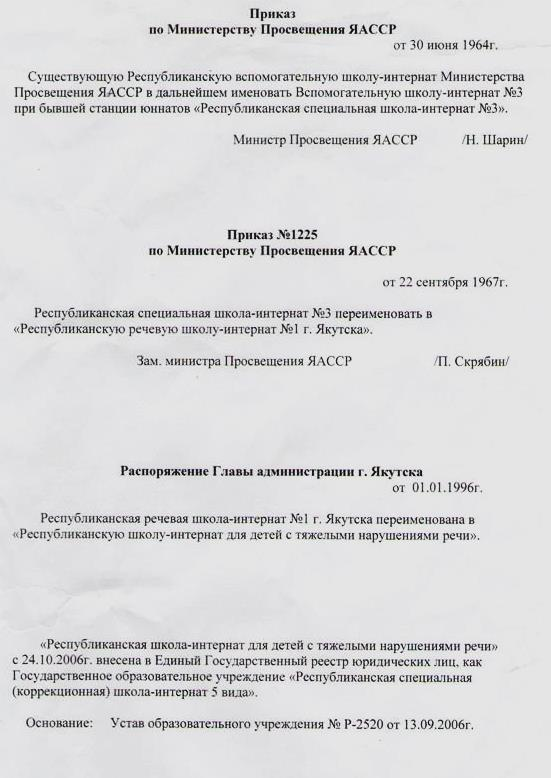 Приказ
по Министерству Просвещения ЯАССР
от 30 июня 1964г.
Существующую Республиканскую вспомогательную школу-интернат Министерства
Просвещения ЯАССР в дальнейшем именовать Вспомогательную школу-интернат №3
при бывшей станции юннатов «Республиканская специальная школа-интернат №3».
Министр Просвещения ЯАССР /Н. Шарин/
Приказ №1225
по Министерству Просвещения ЯАССР
от 22 сентября 1967г.
Республиканская специальная школа-интернат №3 переименовать в
«Республиканскую речевую школу-интернат №1 г. Якутска».
Зам. министра Просвещения ЯАССР /П. Скрябин/
Распоряжение Главы администрации г. Якутска
от 01.01.1996г.
Республиканская речевая школа-интернат №1 г. Якутска переименована в
«Республиканскую школу-интернат для детей с тяжелыми нарушениями речи».
«Республиканская школа-интернат для детей с тяжелыми нарушениями речи»
с 24.10.2006г. внесена в Единый Государственный реестр юридических лиц, как
Государственное образовательное учреждение «Республиканская специальная
(коррекционная) школа-интернат 5 вида».
Основание: Устав образовательного учреждения № Р-2520 от 13.09.2006г.